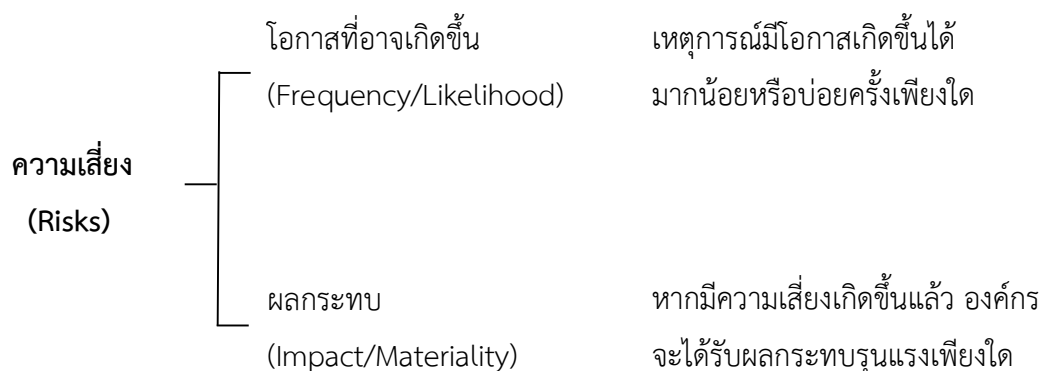 โอกาสที่อาจเกิดขึ้น
(Frequency/Likelihood)
เหตุการณ์มีโอกาสเกิดขึ้นได้
มากน้อยหรือบ่อยครั้งเพียงใด
ความเสี่ยง
(Risks)
ผลกระทบ
(Impact/Materiality)
หากมีความเสี่ยงเกิดขึ้นแล้ว องค์กร
จะได้รับผลกระทบรุนแรงเพียงใด